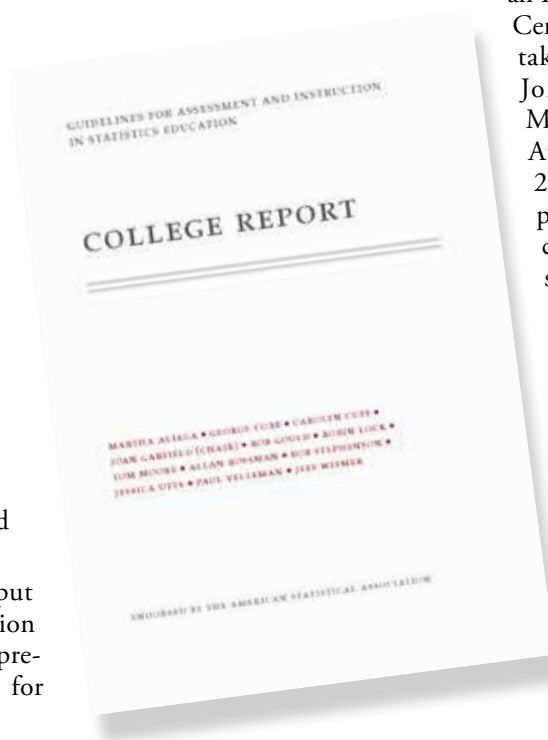 GUIDELINES FOR ASSESSMENT AND INSTRUCTION
IN STATISTICS EDUCATION
COLLEGE REPORT
MARTHA ALIAGA • GEORGE COBB • CAROLYN CUFF •
JOAN GARFIELD (CHAIR) • ROB GOULD • ROBIN LOCK •
TOM MOORE • ALLAN ROSSMAN • BOB STEPHENSON •
JESSICA UTTS • PAUL VELLEMAN • JEFF WITMER
ENDORSED BY THE AMERICAN STATISTICAL ASSOCIATION
for